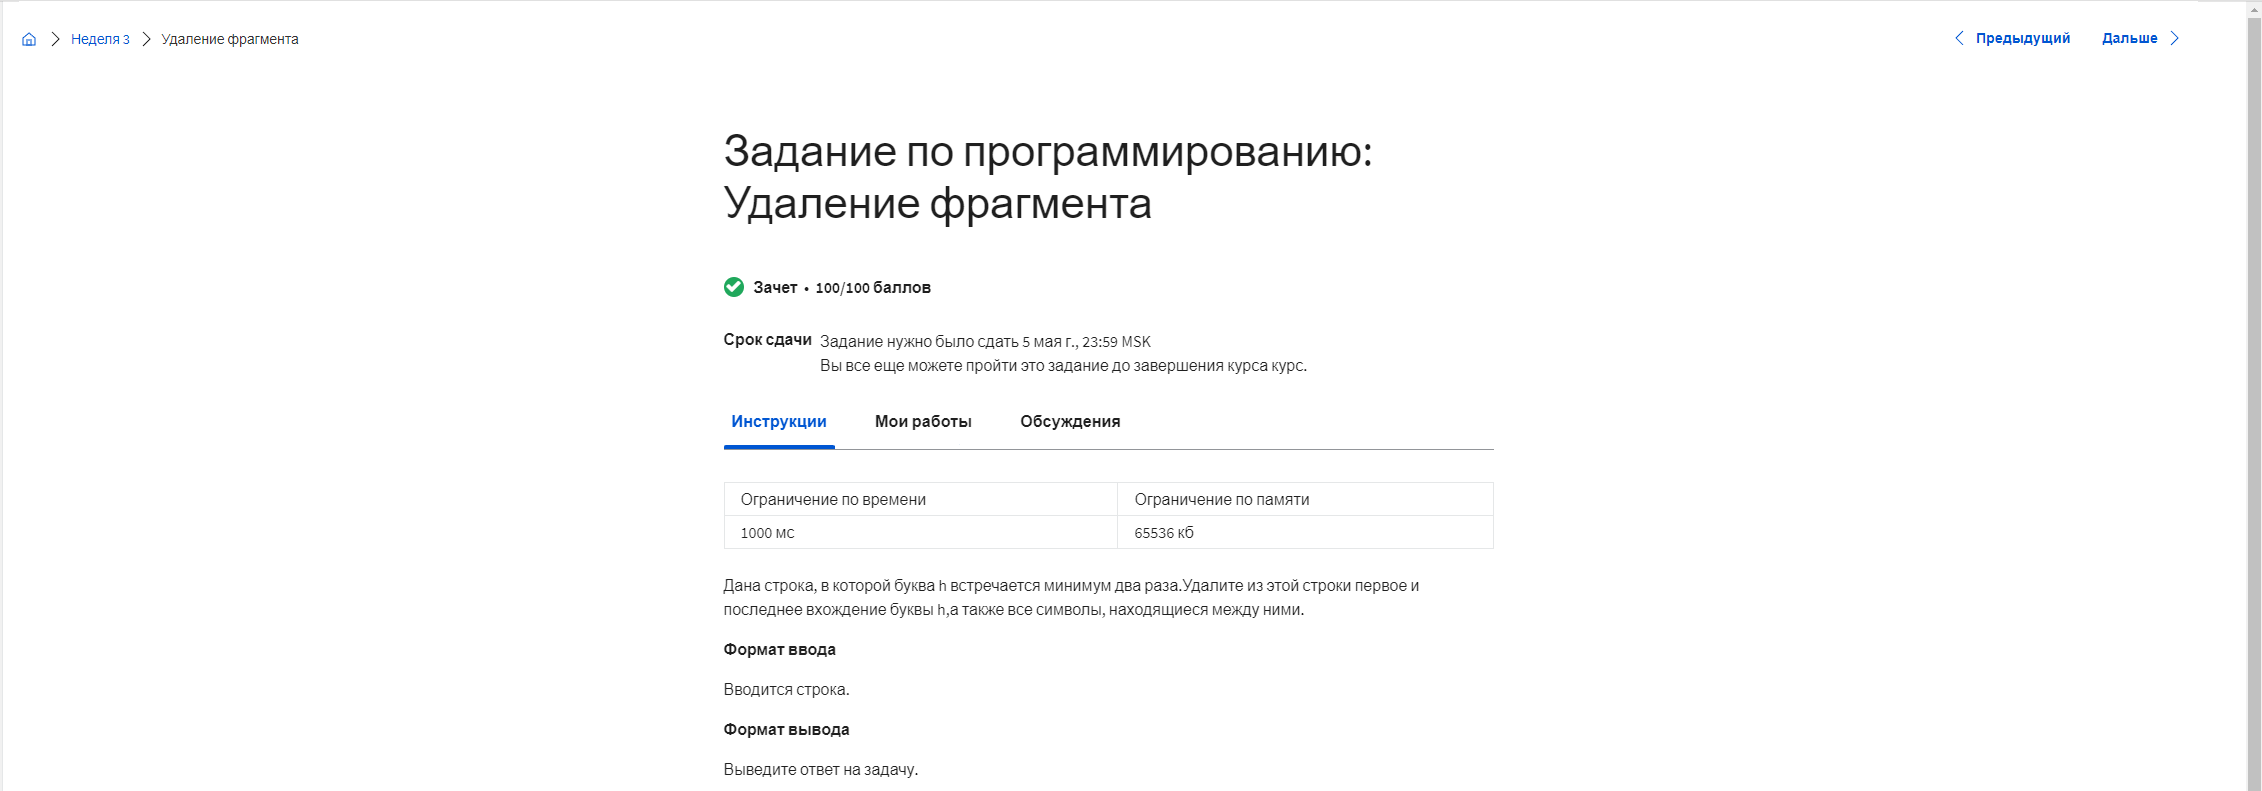 Неделя 3 Удаление фрагмента Предыдущий Дальше
Задание по программированию:
Удаление фрагмента
Зачет • 100/100 баллов
Срок сдачи Задание нужно было сдать 5 мая г., 23:59 MSK
Вы все еще можете пройти это задание до завершения курса курс.
Инструкции Мои работы Обсуждения
Ограничение по времени Ограничение по памяти
1000 мс 65536 кб
Дана строка, в которой буква h встречается минимум два раза.Удалите из этой строки первое и
последнее вхождение буквы h,а также все символы, находящиеся между ними.
Формат ввода
Вводится строка.
Формат вывода
Выведите ответ на задачу.